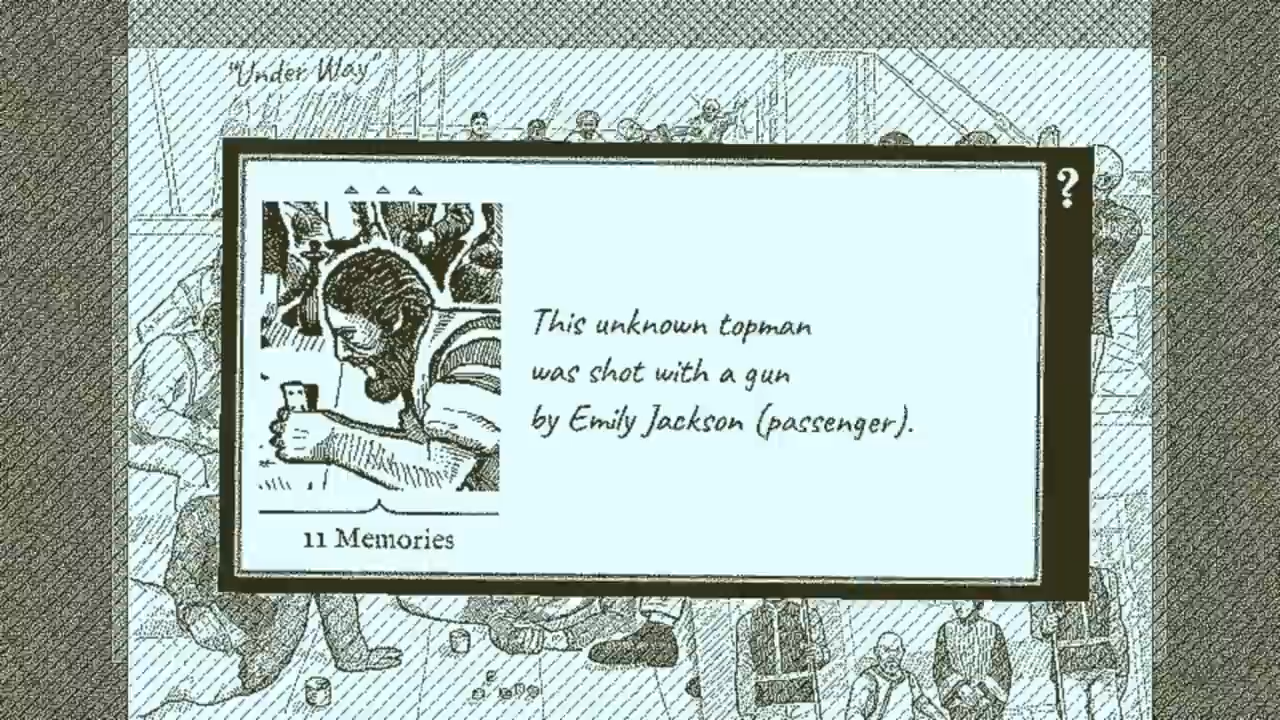 "Under Way"
?
This unknown topman
was shot with a gun
by Emily Jackson (passenger).
11 Memories